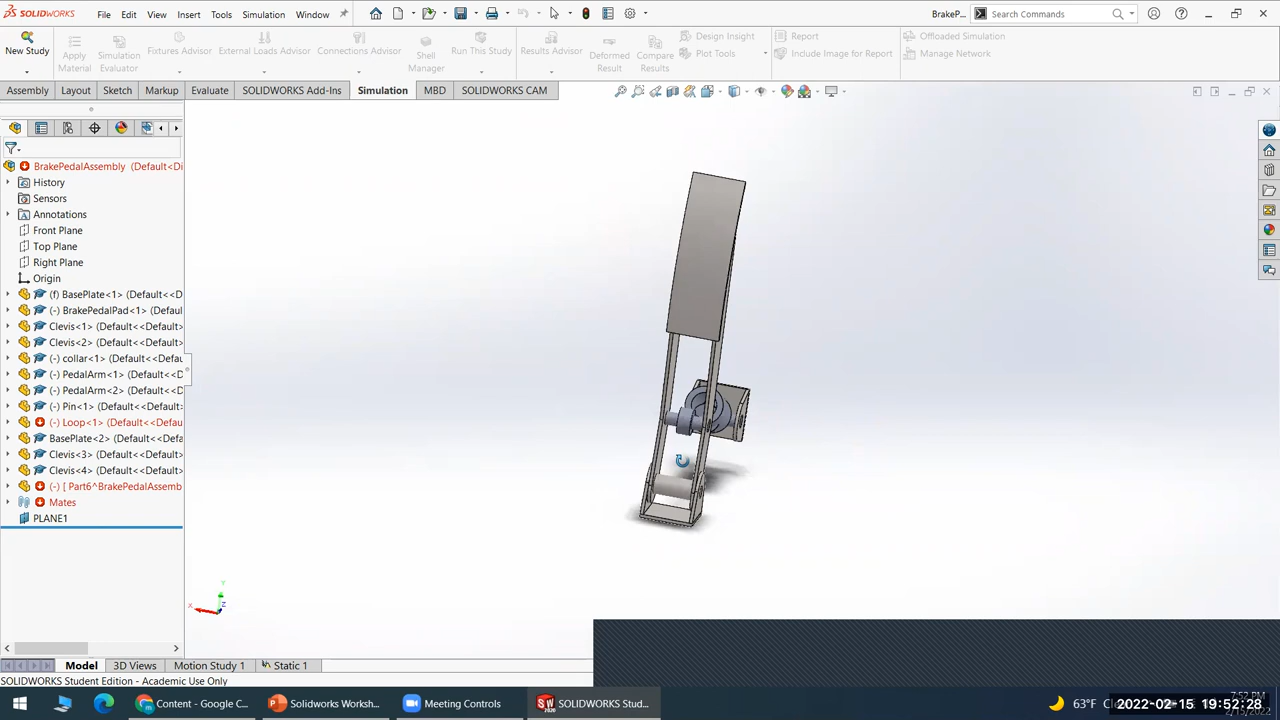 SOLIDWORKS File Edit View Insert Tools Simulation Window BrakeP... Search Commands
New Study Apply Material Simulation Evaluator Fixtures Advisor External Loads Advisor Connections Advisor Shell Manager Run This Study Results Advisor Deformed Result Compare Results Design Insight Plot Tools Report Include Image for Report Offloaded Simulation Manage Network
Assembly Layout Sketch Markup Evaluate SOLIDWORKS Add-Ins Simulation MBD SOLIDWORKS CAM
BrakePedalAssembly (Default<Di
History
Sensors
Annotations
Front Plane
Top Plane
Right Plane
Origin
(f) BasePlate<1> (Default<<D
(-) BrakePedalPad<1> (Defaul
Clevis<1> (Default<<Default>
Clevis<2> (Default<<Default>
(-) collar<1> (Default<<Defau
(-) PedalArm<1> (Default<<D
(-) PedalArm<2> (Default<<D
(-) Pin<1> (Default<<Default>
(-) Loop<1> (Default<<Defau
BasePlate<2> (Default<<Defa
Clevis<3> (Default<<Default>
Clevis<4> (Default<<Default>
(-) [ Part6^BrakePedalAssemb
Mates
PLANE1
Y
X Z
Model 3D Views Motion Study 1 Static 1
SOLIDWORKS Student Edition - Academic Use Only
Content - Google C... Solidworks Worksh... Meeting Controls SW 2020 SOLIDWORKS Stud... 63°F 2022-02-15 19:52:28